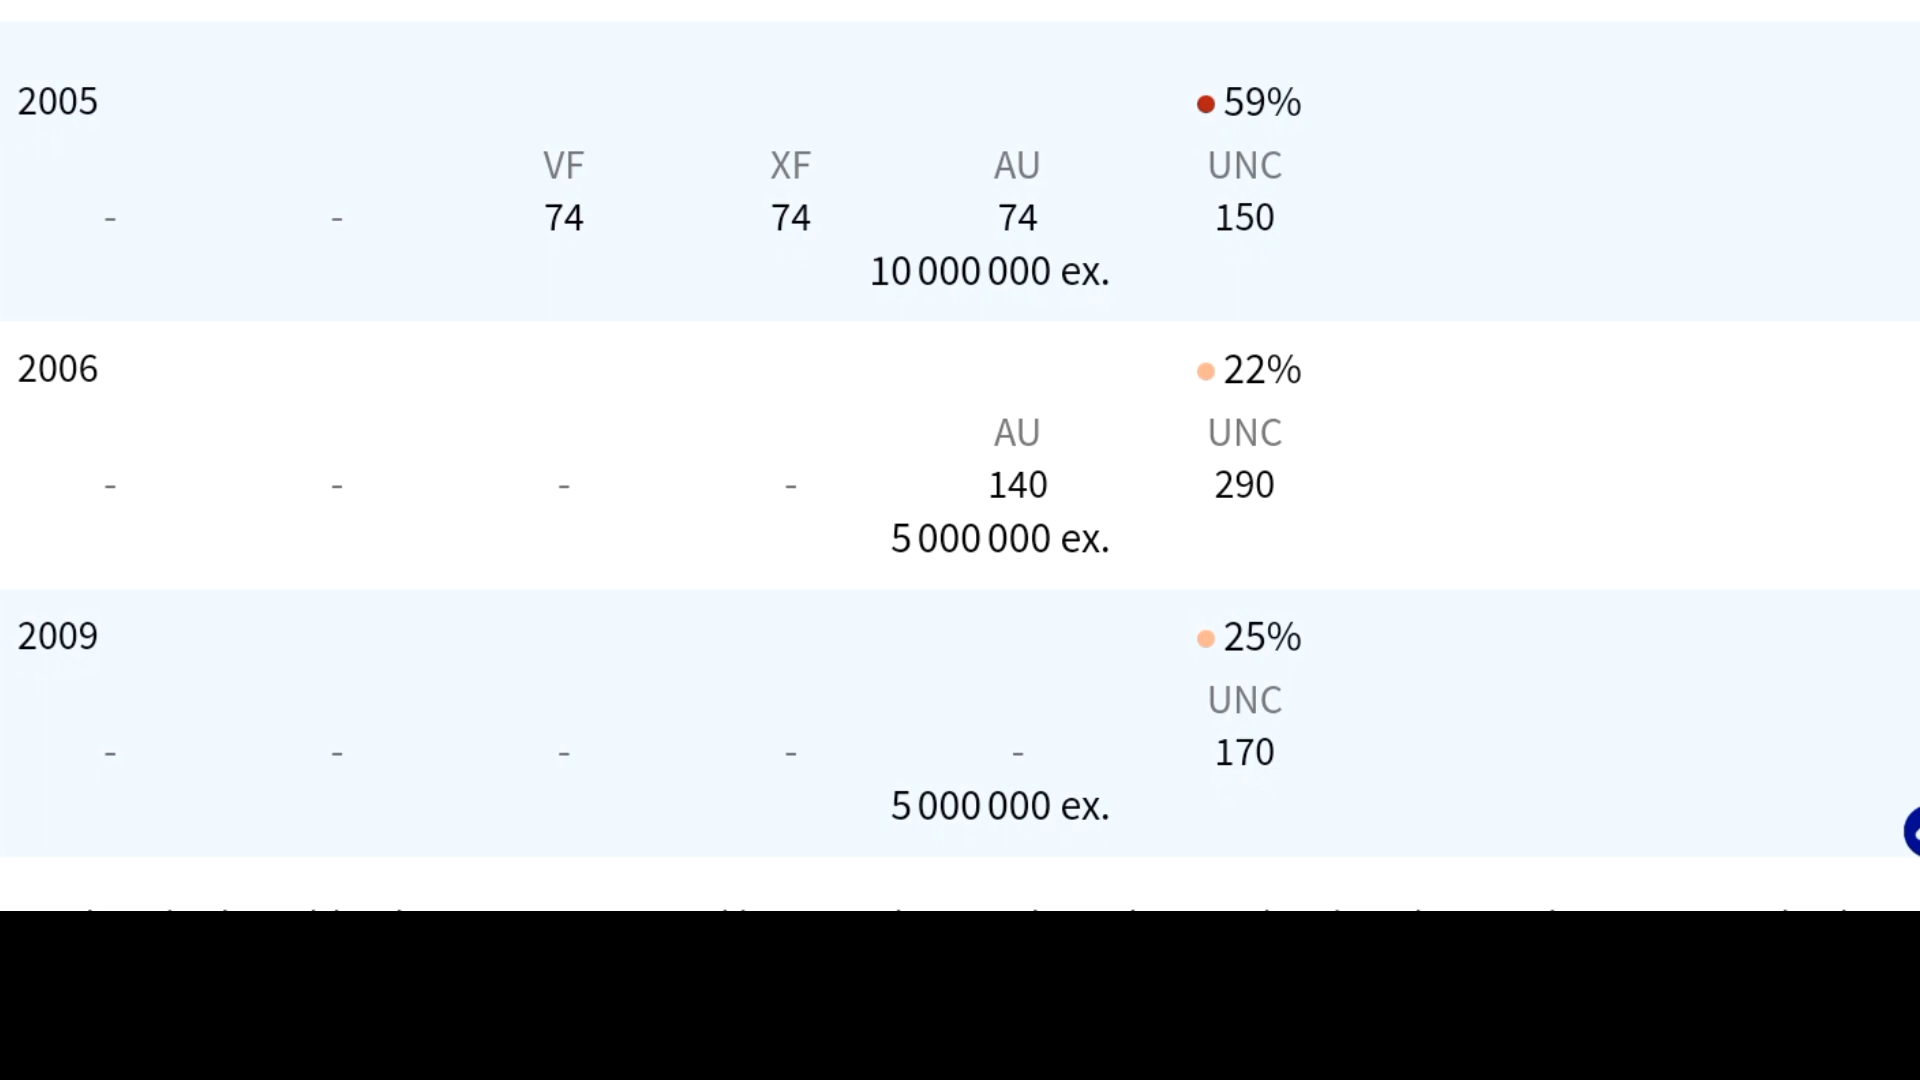 2005 59%
VF XF AU UNC
- - 74 74 74 150
10 000 000 ex.
2006 22%
AU UNC
- - - - 140 290
5 000 000 ex.
2009 25%
UNC
- - - - - 170
5 000 000 ex.